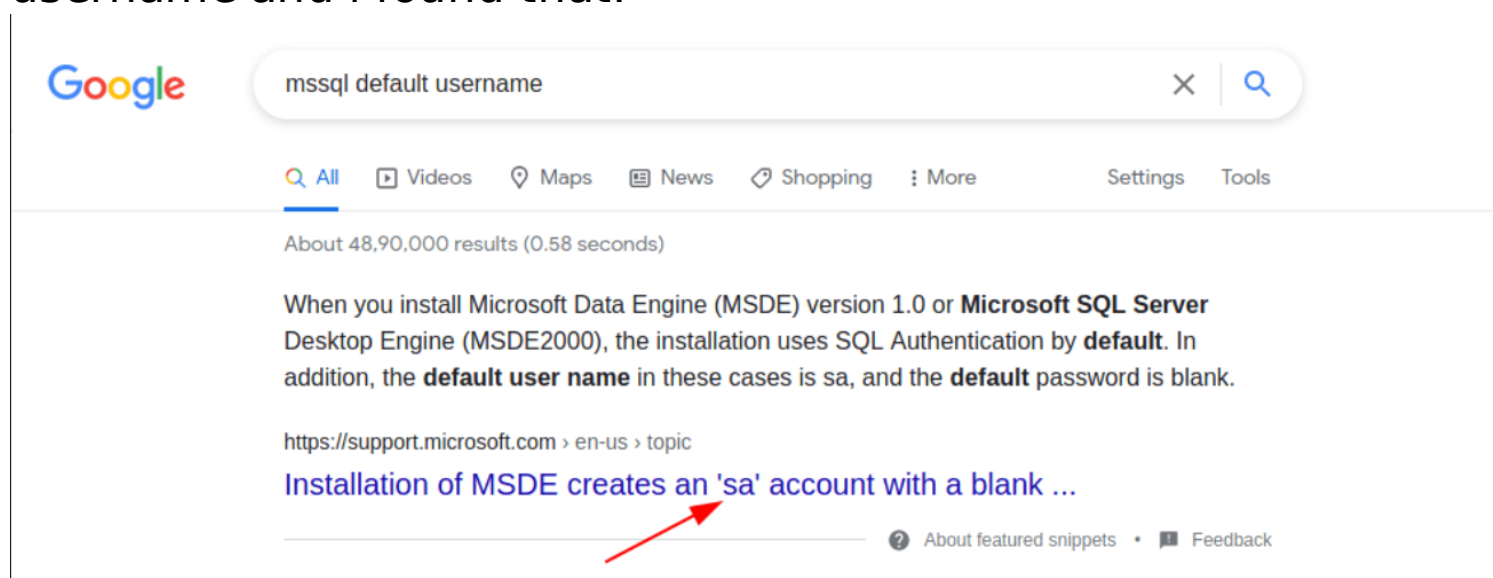 username and I found that:
Google
mssql default username
All Videos Maps News Shopping More Settings Tools
About 48,90,000 results (0.58 seconds)
When you install Microsoft Data Engine (MSDE) version 1.0 or Microsoft SQL Server
Desktop Engine (MSDE2000), the installation uses SQL Authentication by default. In
addition, the default user name in these cases is sa, and the default password is blank.
https://support.microsoft.com › en-us › topic
Installation of MSDE creates an 'sa' account with a blank ...
About featured snippets • Feedback